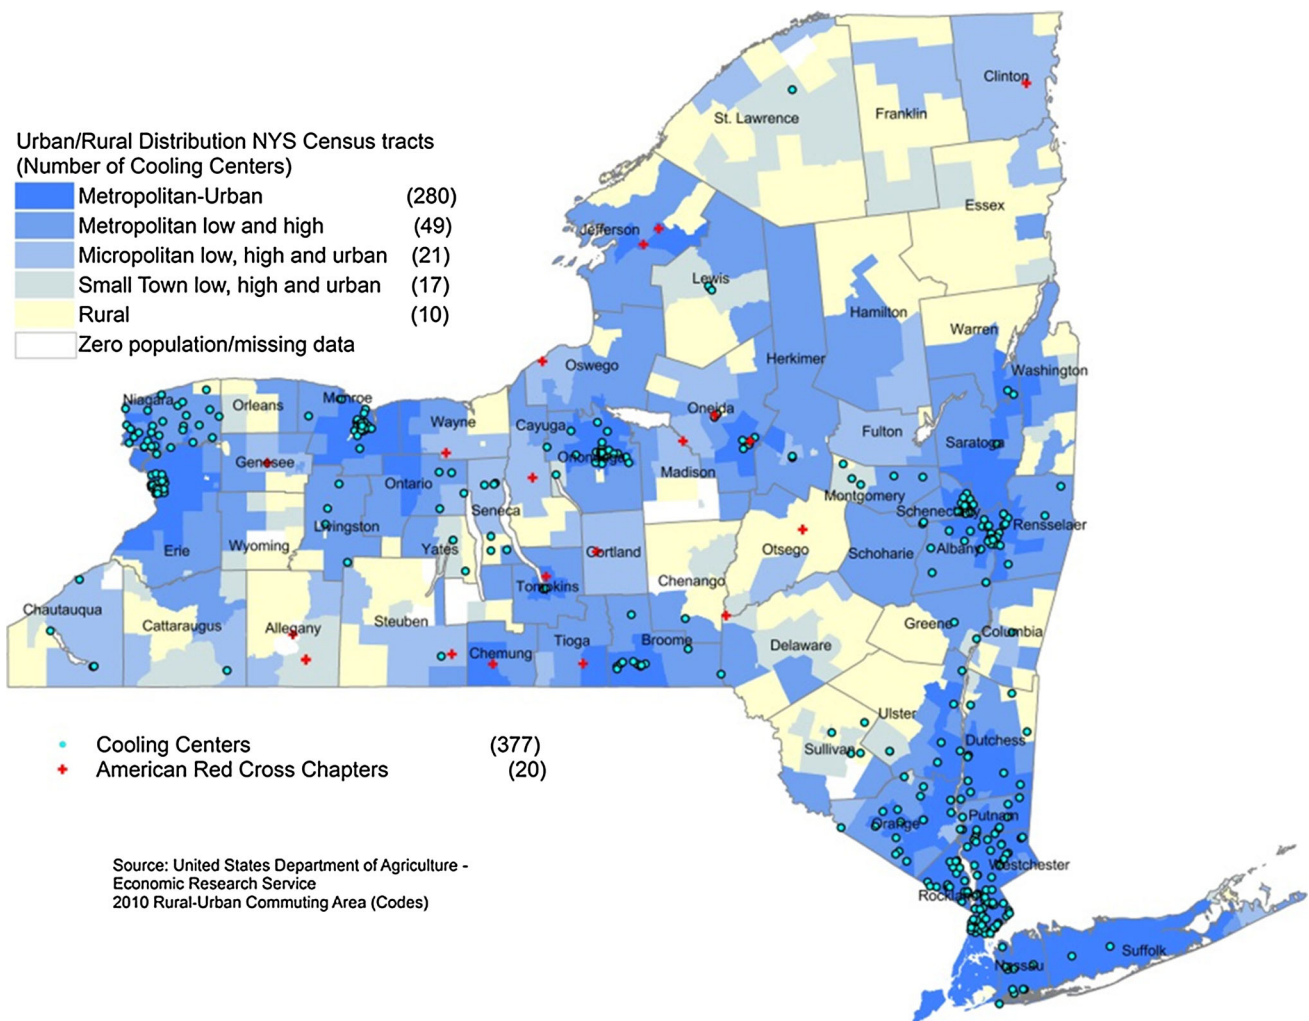 Urban/Rural Distribution NYS Census tracts
(Number of Cooling Centers)
Metropolitan-Urban (280)
Metropolitan low and high (49)
Micropolitan low, high and urban (21)
Small Town low, high and urban (17)
Rural (10)
Zero population/missing data
Clinton
St. Lawrence
Franklin
Essex
Jefferson
Lewis
Hamilton
Warren
Herkimer
Oswego
Washington
Niagara
Orleans
Monroe
Wayne
Cayuga
Oneida
Fulton
Saratoga
Genesee
Onondaga
Madison
Ontario
Seneca
Montgomery
Schenectady
Rensselaer
Livingston
Erie
Wyoming
Yates
Cortland
Otsego
Schoharie
Albany
Tompkins
Chenango
Chautauqua
Cattaraugus
Allegany
Steuben
Greene
Columbia
Chemung
Tioga
Broome
Delaware
Ulster
Sullivan
Dutchess
Cooling Centers (377)
American Red Cross Chapters (20)
Orange
Putnam
Westchester
Rockland
Source: United States Department of Agriculture -
Economic Research Service
2010 Rural-Urban Commuting Area (Codes)
Suffolk
Nassau